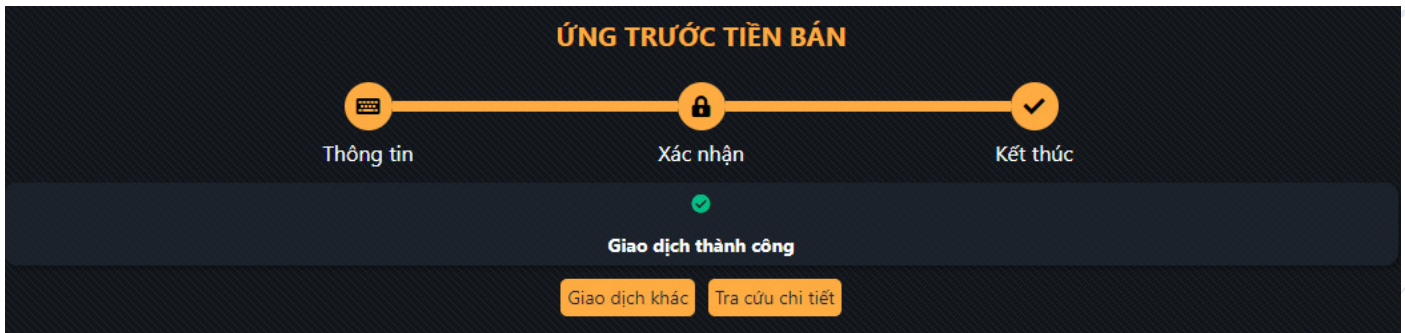 ỨNG TRƯỚC TIỀN BÁN
Thông tin Xác nhận Kết thúc
Giao dịch thành công
Giao dịch khác Tra cứu chi tiết